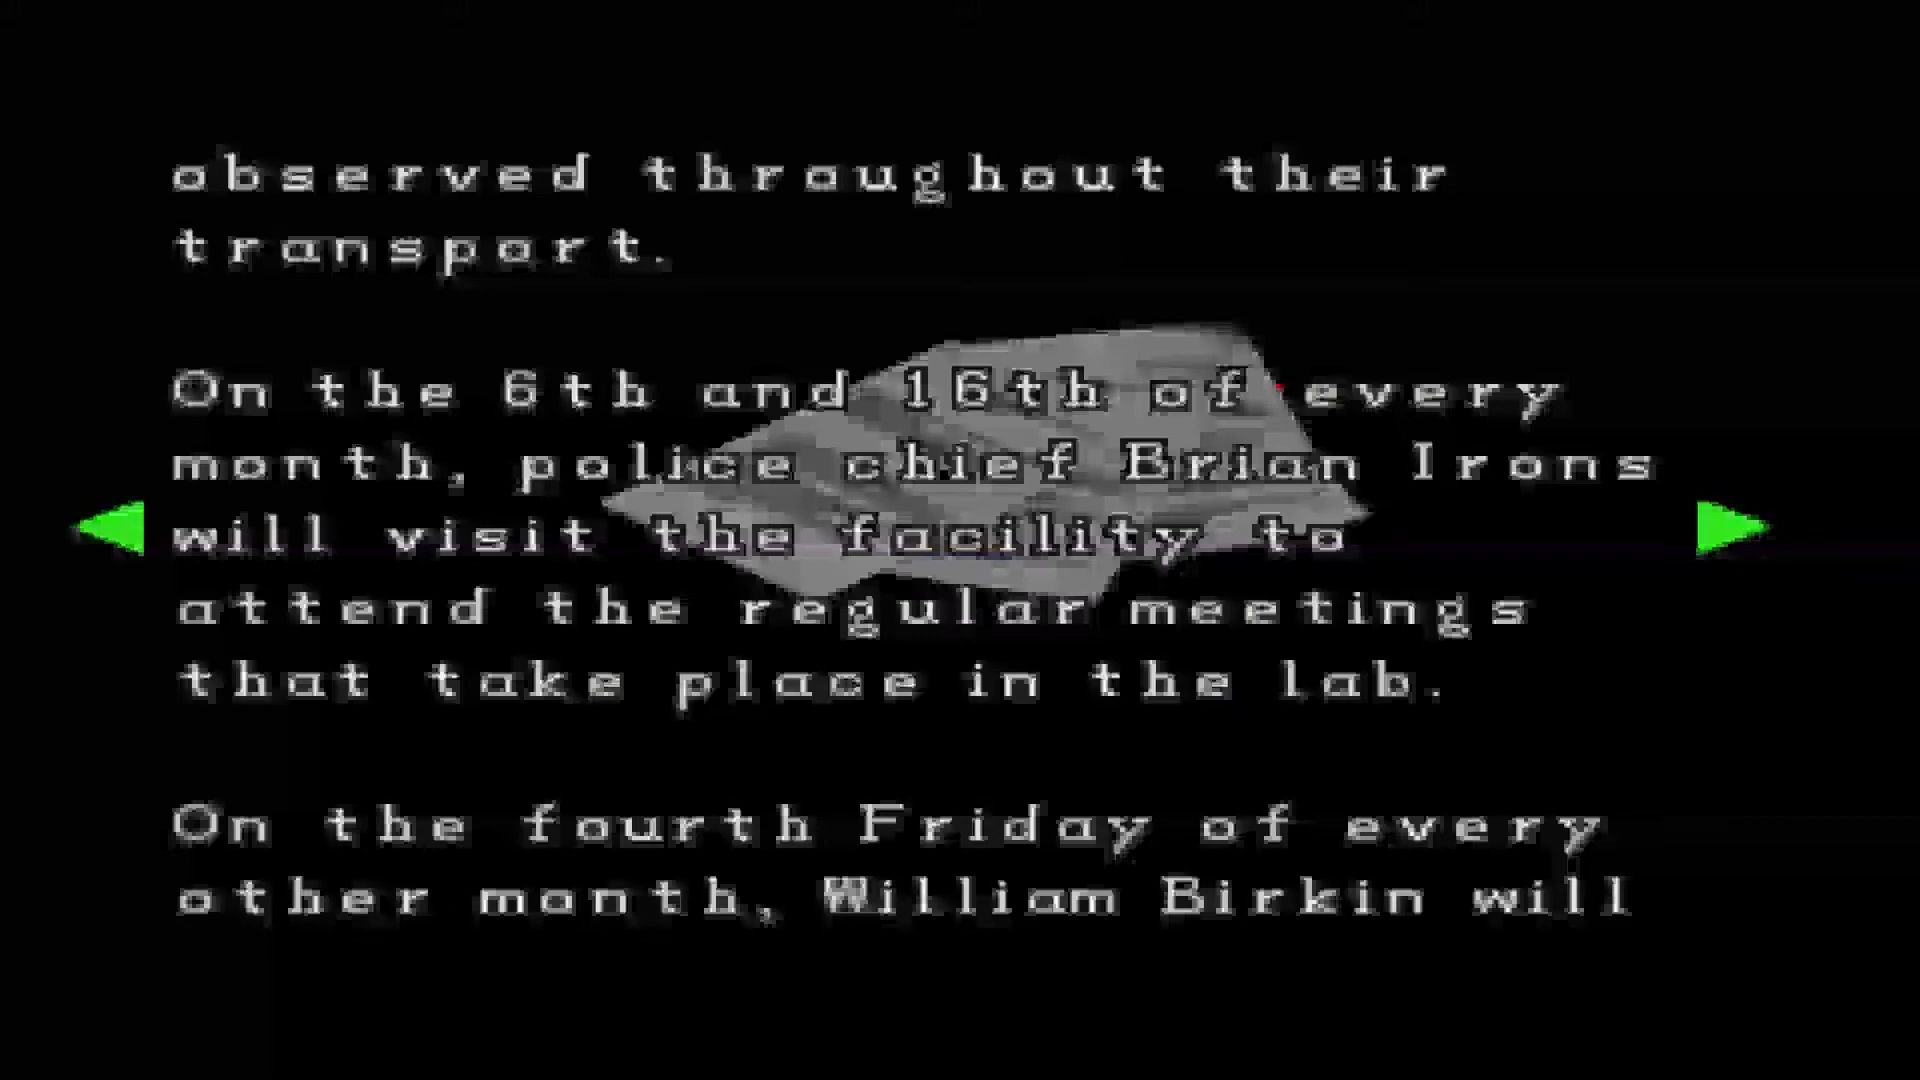 observed throughout their
transport.
On the 6th and 16th of every
month, police chief Brian Irons
will visit the facility to
attend the regular meetings
that take place in the lab.
On the fourth Friday of every
other month, William Birkin will